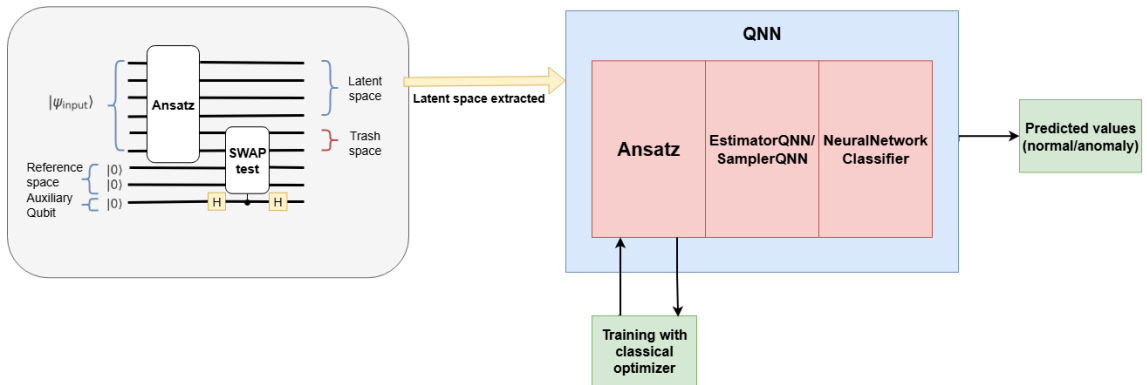 |ψinput⟩
Ansatz
Latent
space
Trash
space
SWAP
test
Reference
space
|0⟩
|0⟩
Auxiliary
Qubit
|0⟩
H
H
Latent space extracted
QNN
Ansatz
EstimatorQNN/
SamplerQNN
NeuralNetwork
Classifier
Predicted values
(normal/anomaly)
Training with
classical
optimizer